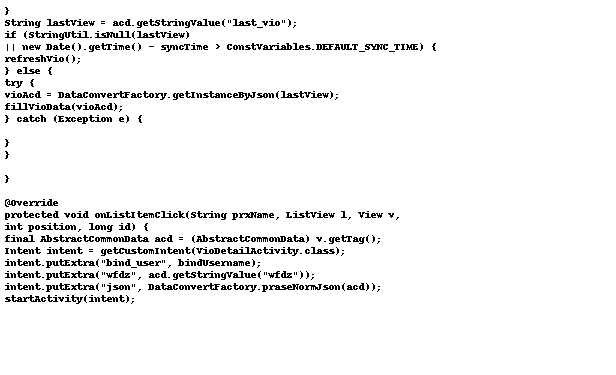 }
String lastView = acd.getStringValue("last_vio");
if (StringUtil.isNull(lastView)
|| new Date().getTime() - syncTime > ConstVariables.DEFAULT_SYNC_TIME) {
refreshVio();
} else {
try {
vioAcd = DataConvertFactory.getInstanceByJson(lastView);
fillVioData(vioAcd);
} catch (Exception e) {
}
}
}
@Override
protected void onListItemClick(String prxName, ListView l, View v,
int position, long id) {
final AbstractCommonData acd = (AbstractCommonData) v.getTag();
Intent intent = getCustomIntent(VioDetailActivity.class);
intent.putExtra("bind_user", bindUsername);
intent.putExtra("wfdz", acd.getStringValue("wfdz"));
intent.putExtra("json", DataConvertFactory.praseNormJson(acd));
startActivity(intent);